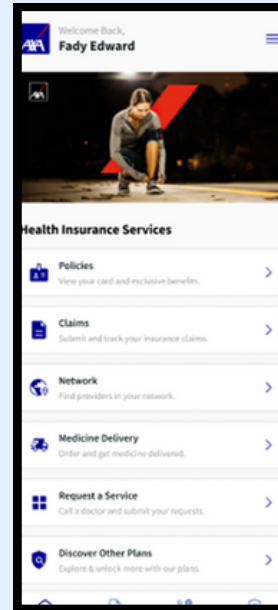 AXA
Welcome Back,
Fady Edward
AXA
Health Insurance Services
Policies
View your card and exclusive benefits.
Claims
Submit and track your insurance claims.
Network
Find providers in your network.
Medicine Delivery
Order and get medicine delivered.
Request a Service
Call a doctor and submit your requests.
Discover Other Plans
Explore & unlock more with our plans.